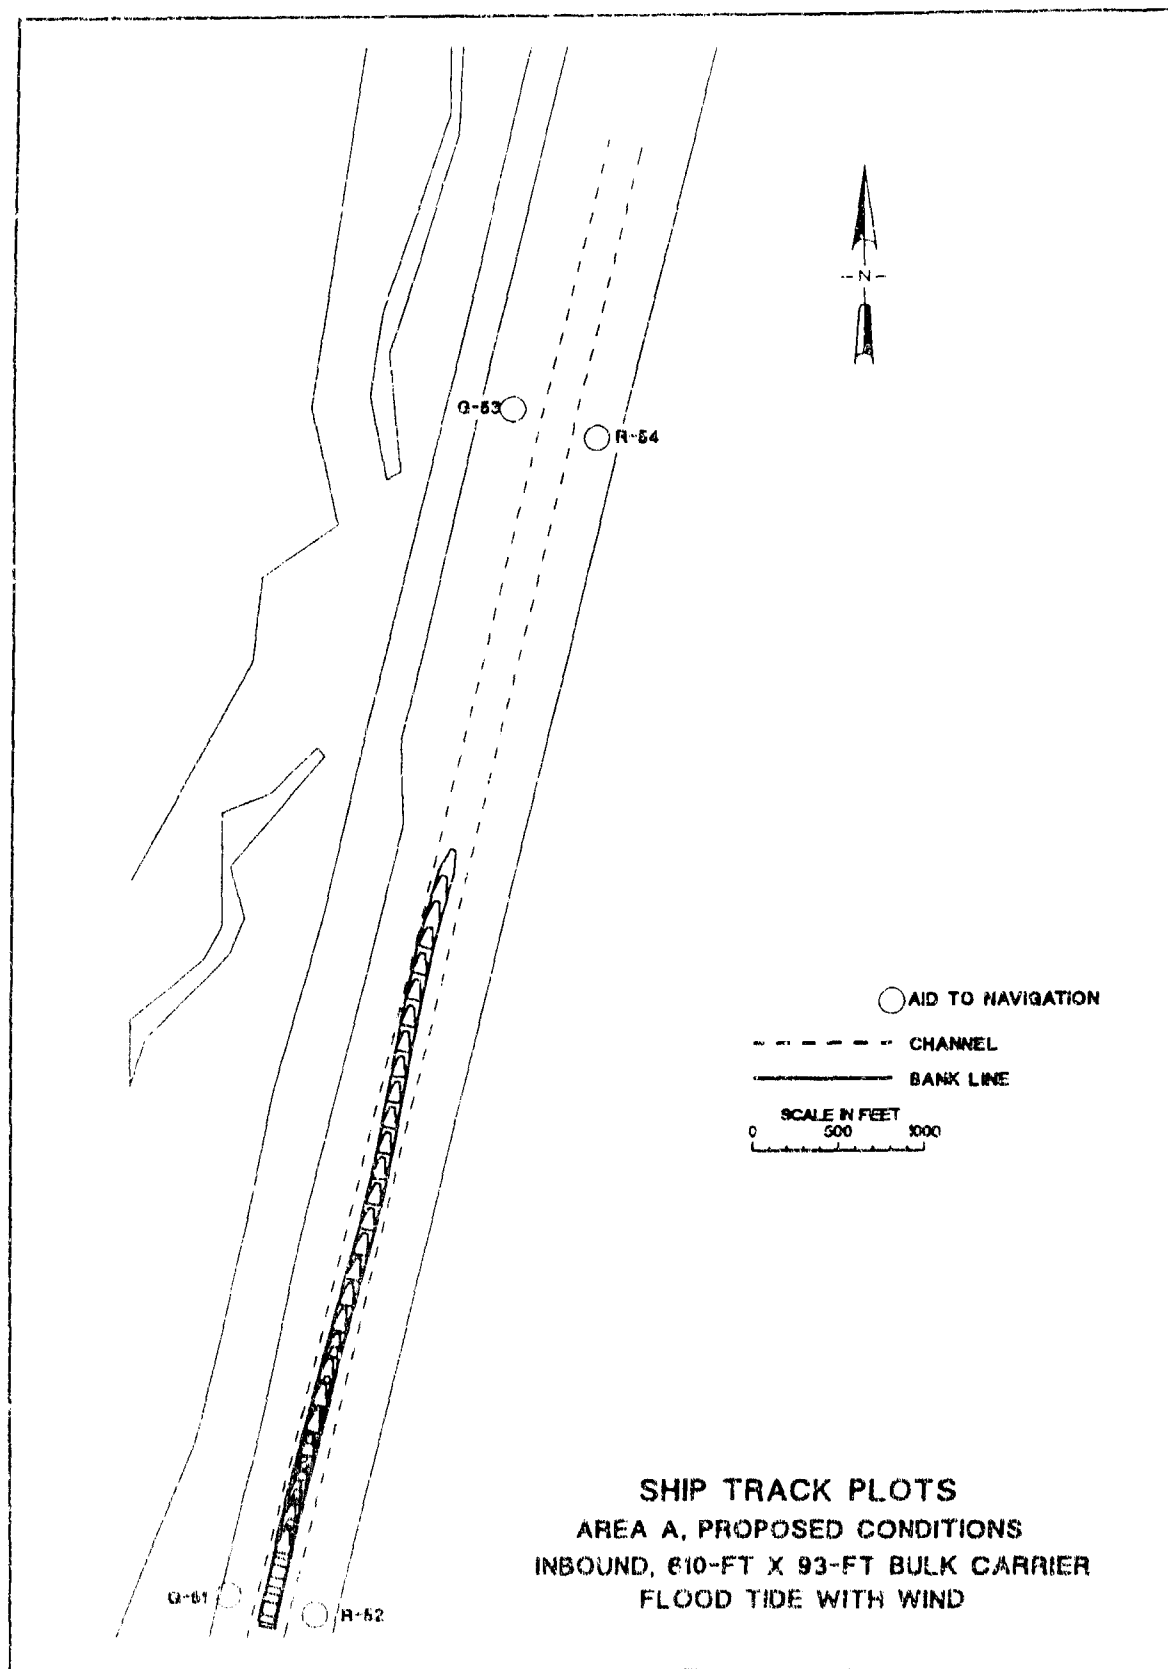 -N-
G-53
R-54
AID TO NAVIGATION
CHANNEL
BANK LINE
SCALE IN FEET
0 500 1000
G-51
R-52
SHIP TRACK PLOTS
AREA A, PROPOSED CONDITIONS
INBOUND, 610-FT X 93-FT BULK CARRIER
FLOOD TIDE WITH WIND